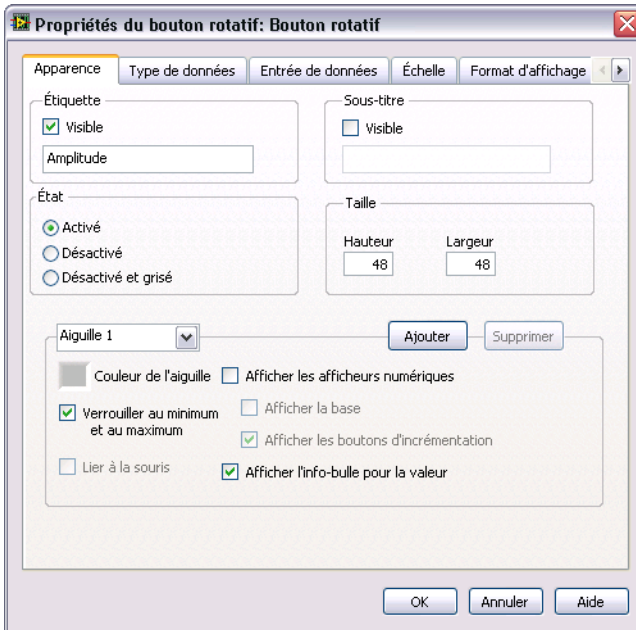 Propriétés du bouton rotatif: Bouton rotatif
Apparence Type de données Entrée de données Échelle Format d'affichage
Étiquette
Visible
Amplitude
Sous-titre
Visible
État
Activé
Désactivé
Désactivé et grisé
Taille
Hauteur Largeur
48 48
Aiguille 1 Ajouter Supprimer
Couleur de l'aiguille
Afficher les afficheurs numériques
Verrouiller au minimum
et au maximum
Afficher la base
Afficher les boutons d'incrémentation
Lier à la souris
Afficher l'info-bulle pour la valeur
OK Annuler Aide